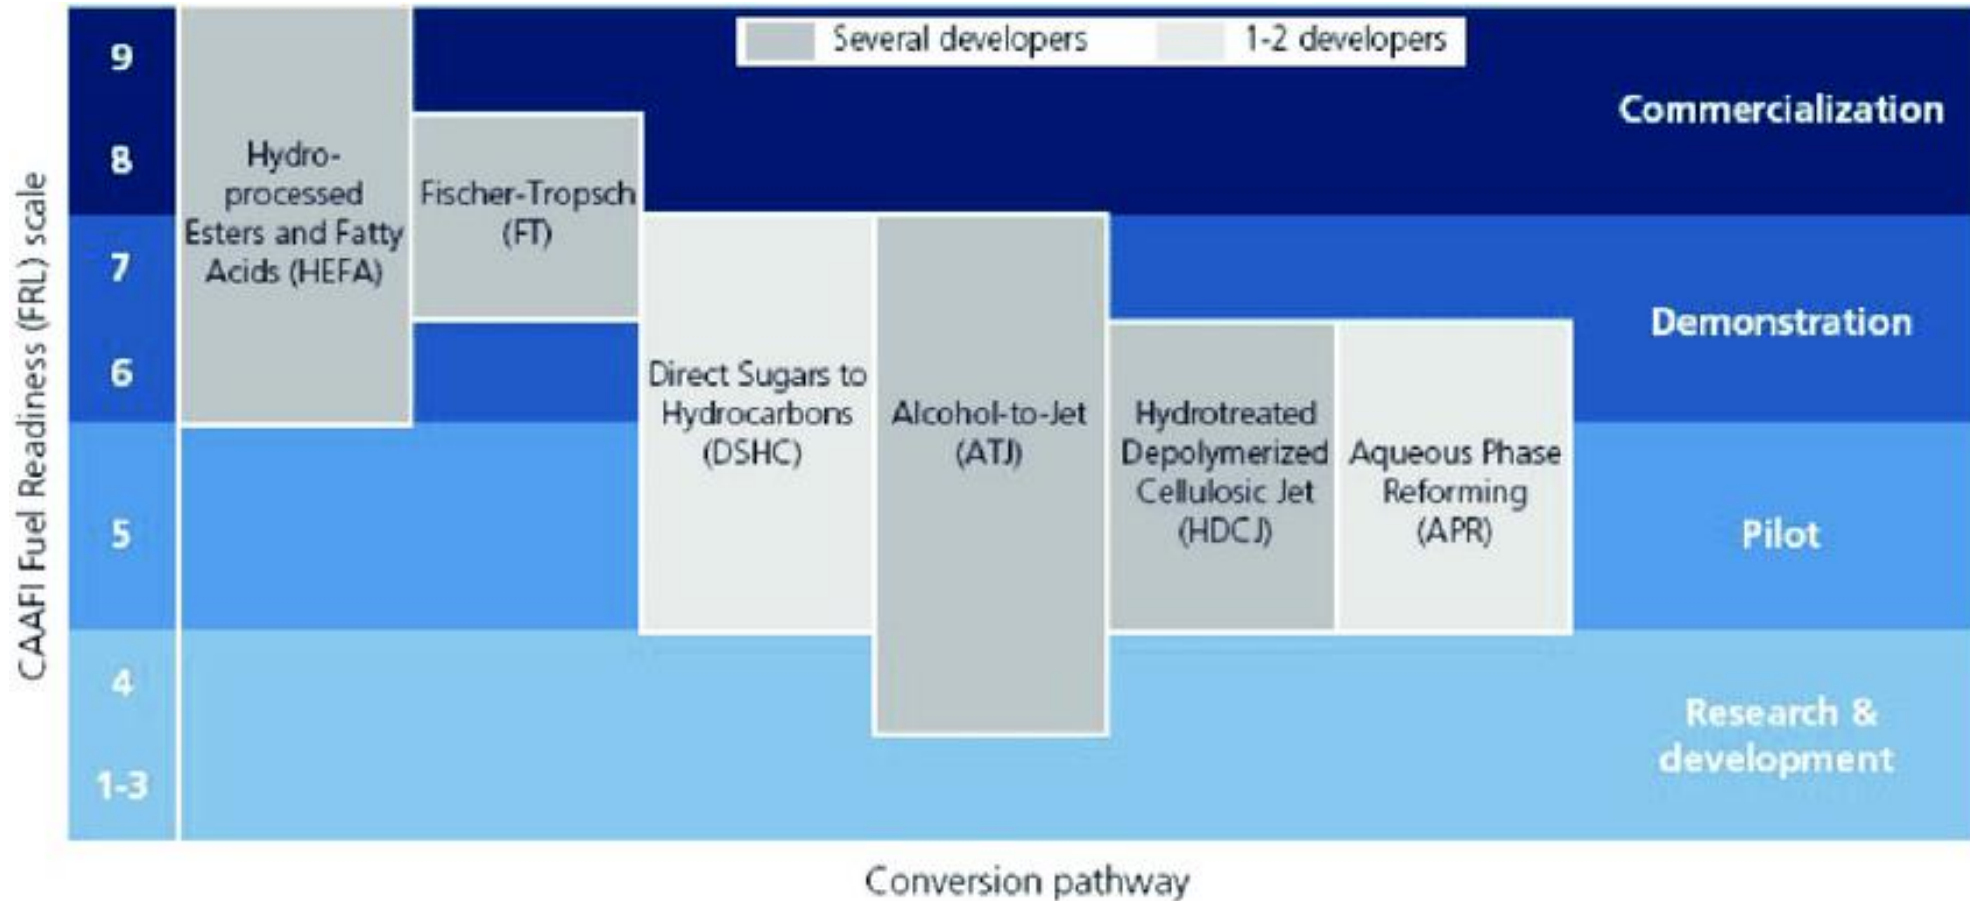 Several developers
1-2 developers
CAAFI Fuel Readiness (FRL) scale
9
8
7
6
5
4
1-3
Hydro-
processed
Esters and Fatty
Acids (HEFA)
Fischer-Tropsch
(FT)
Direct Sugars to
Hydrocarbons
(DSHC)
Alcohol-to-Jet
(ATJ)
Hydrotreated
Depolymerized
Cellulosic Jet
(HDCJ)
Aqueous Phase
Reforming
(APR)
Commercialization
Demonstration
Pilot
Research &
development
Conversion pathway